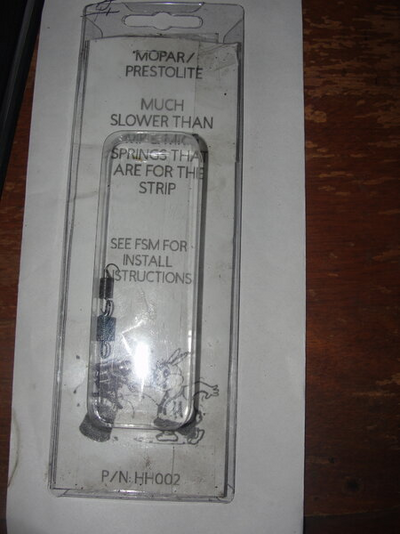 MOPAR/
PRESTOLITE
MUCH
SLOWER THAN
SPRINGS THAT
ARE FOR THE
STRIP
SEE FSM FOR
INSTALL
INSTRUCTIONS
P/N: HH002